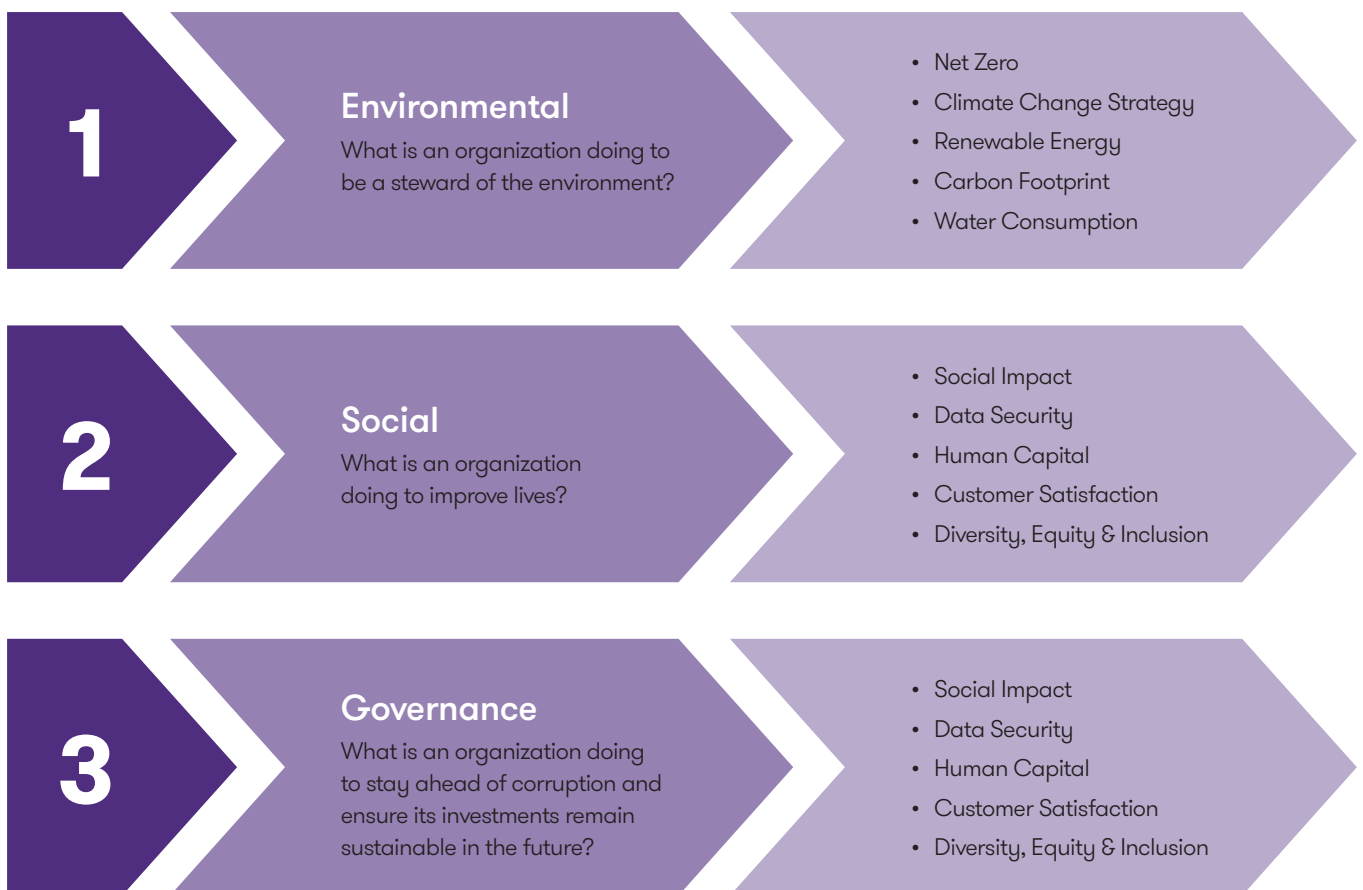 1
Environmental
What is an organization doing to
be a steward of the environment?
• Net Zero
• Climate Change Strategy
• Renewable Energy
• Carbon Footprint
• Water Consumption
2
Social
What is an organization
doing to improve lives?
• Social Impact
• Data Security
• Human Capital
• Customer Satisfaction
• Diversity, Equity & Inclusion
3
Governance
What is an organization doing
to stay ahead of corruption and
ensure its investments remain
sustainable in the future?
• Social Impact
• Data Security
• Human Capital
• Customer Satisfaction
• Diversity, Equity & Inclusion